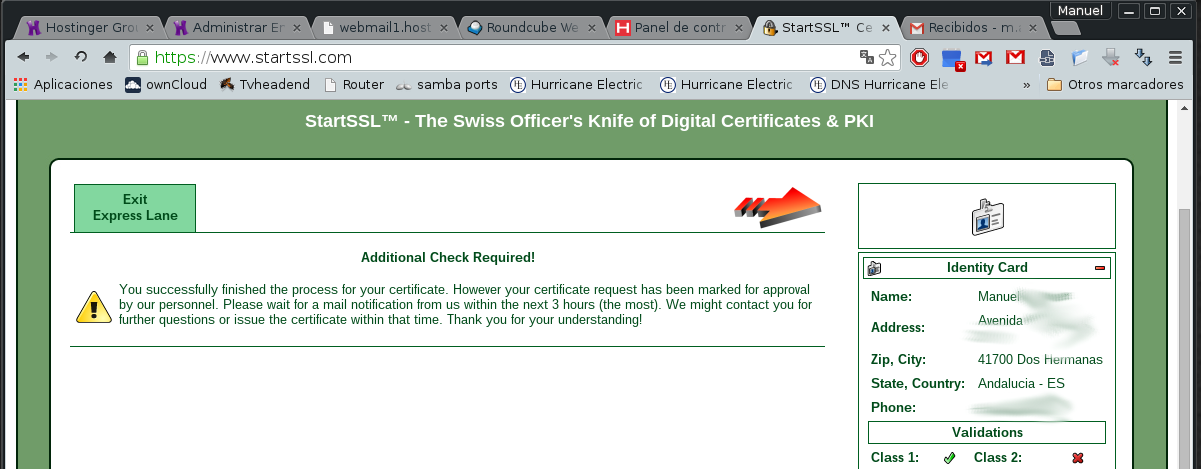 Manuel
Hostinger Grou
Administrar En
webmail1.host
Roundcube We
Panel de contr
StartSSL™ Ce
Recibidos - m.
https://www.startssl.com
Aplicaciones
ownCloud
Tvheadend
Router
samba ports
Hurricane Electric
Hurricane Electric
DNS Hurricane Ele
»
Otros marcadores
StartSSL™ - The Swiss Officer's Knife of Digital Certificates & PKI
Exit
Express Lane
Additional Check Required!
You successfully finished the process for your certificate. However your certificate request has been marked for approval
by our personnel. Please wait for a mail notification from us within the next 3 hours (the most). We might contact you for
further questions or issue the certificate within that time. Thank you for your understanding!
Identity Card
Name: Manuel
Address: Avenida
Zip, City: 41700 Dos Hermanas
State, Country: Andalucia - ES
Phone:
Validations
Class 1: Class 2: